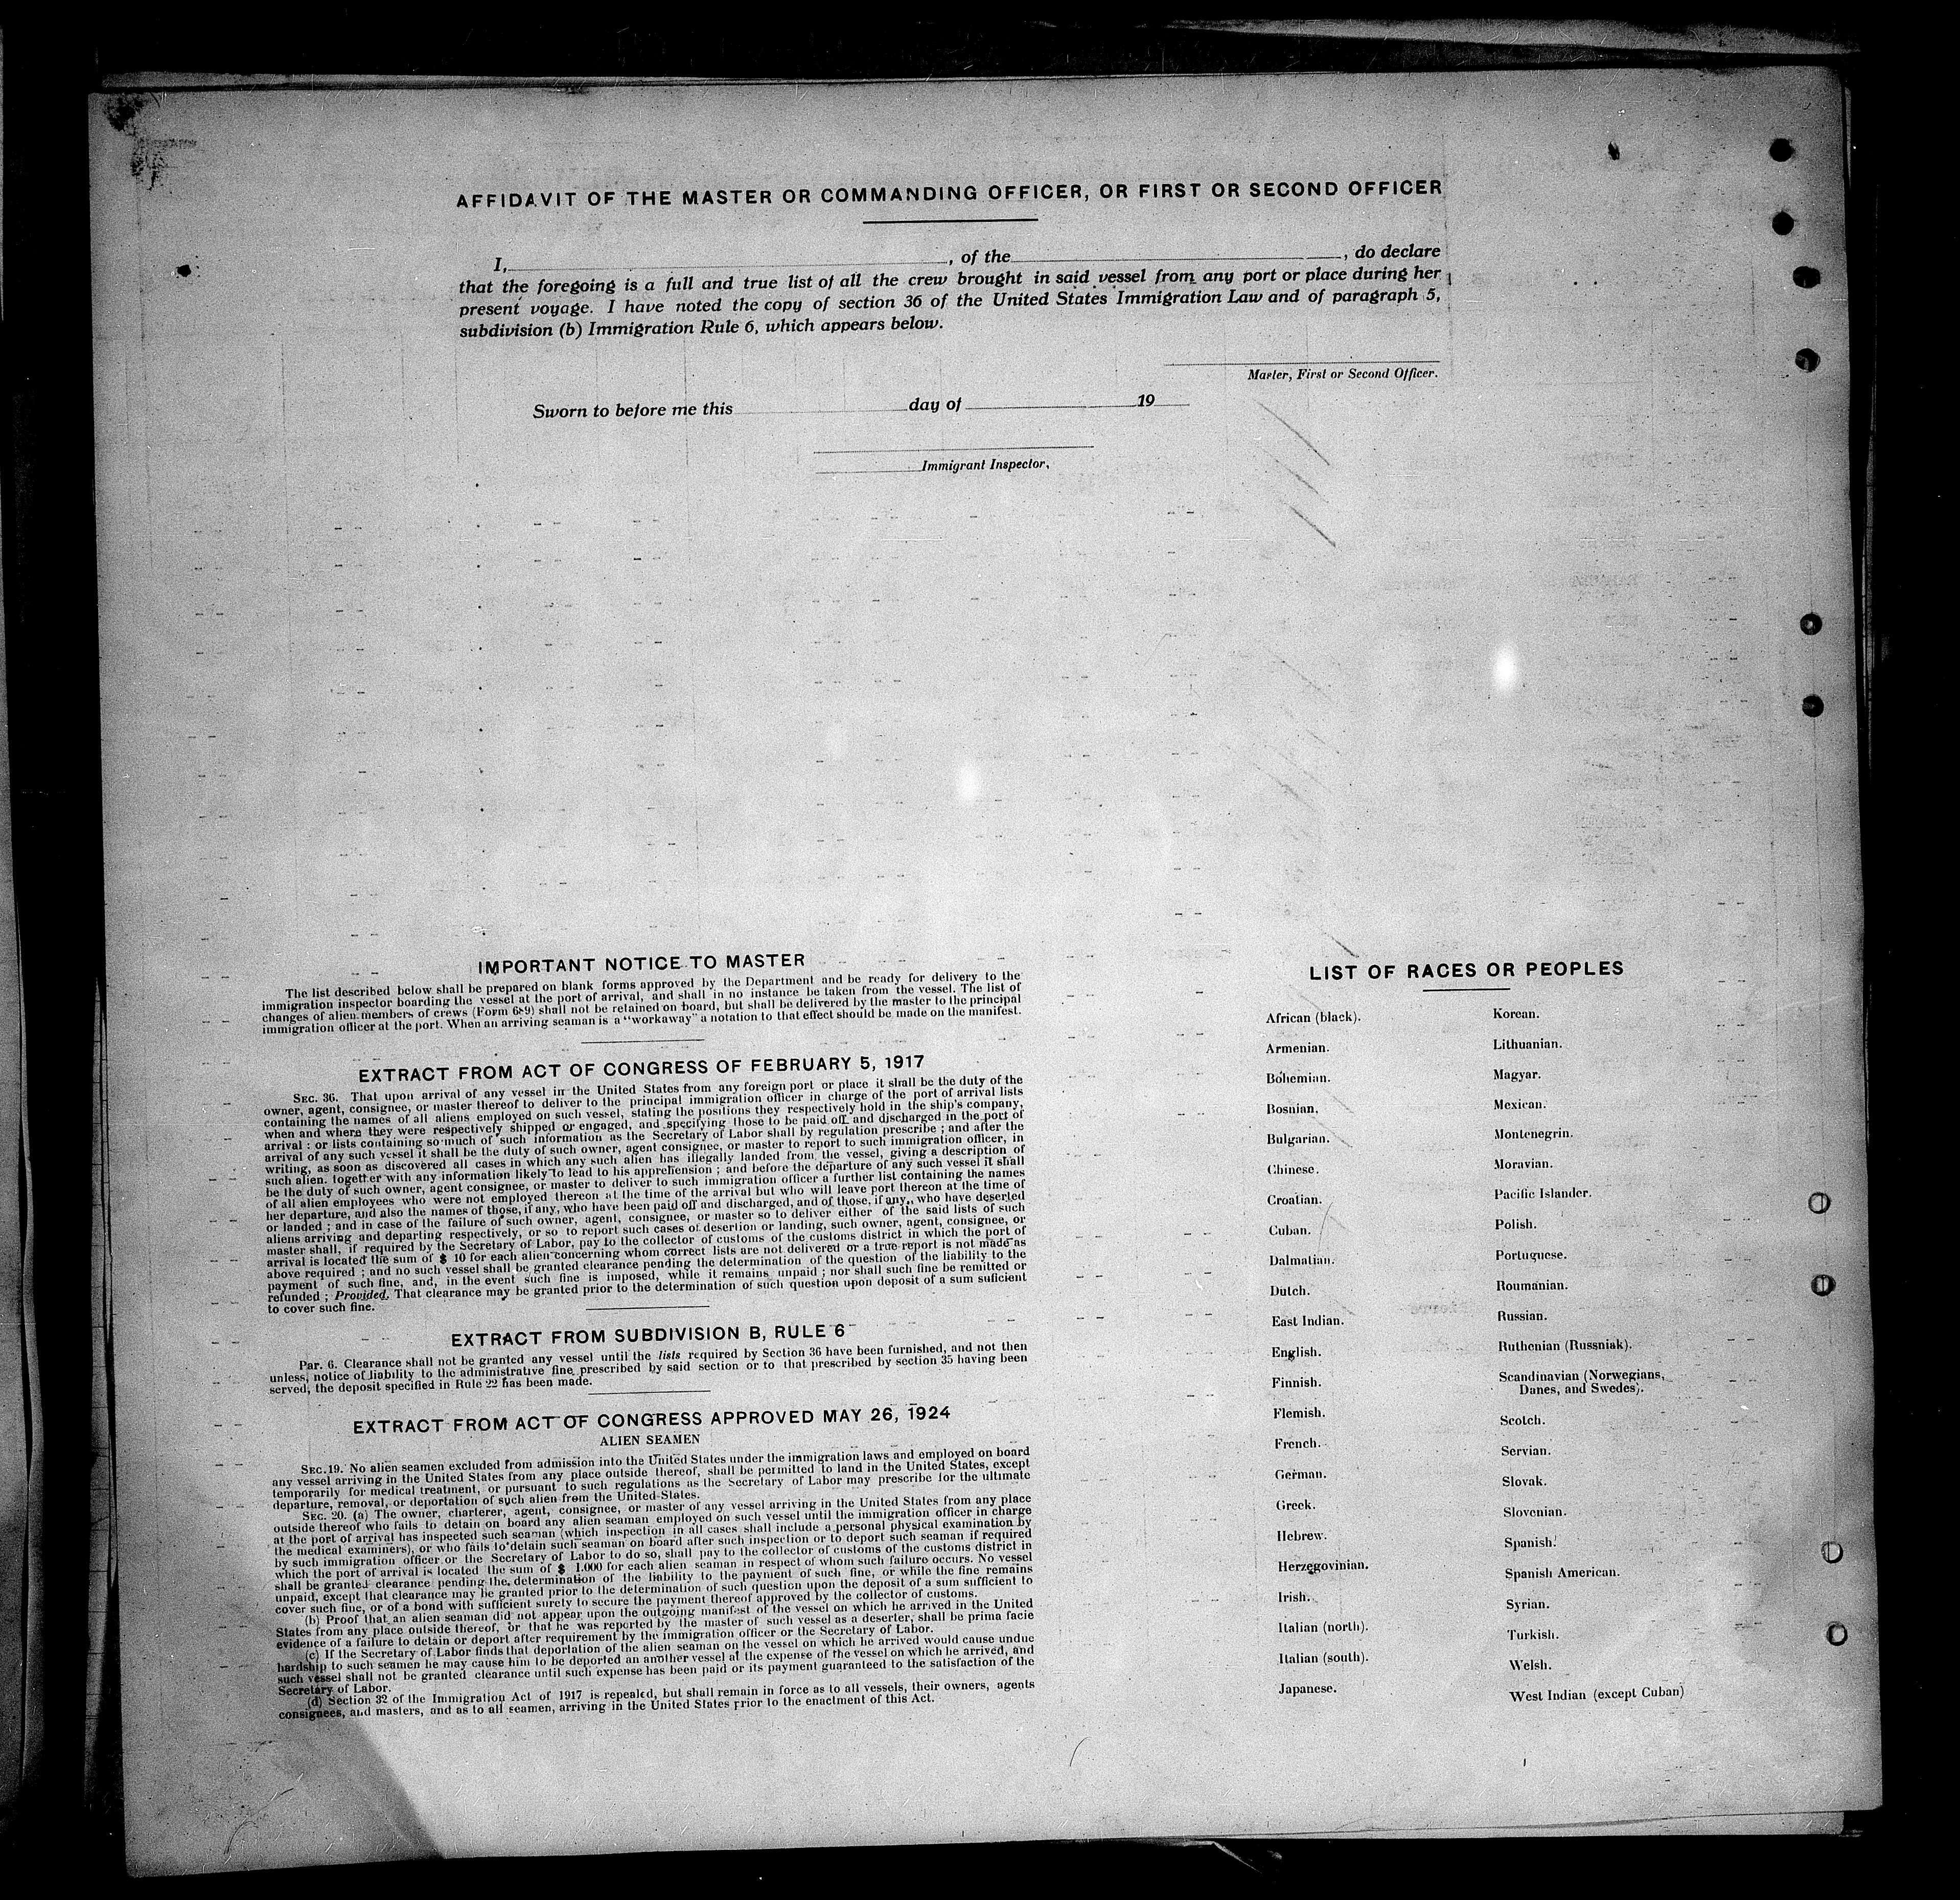 AFFIDAVIT OF THE MASTER OR COMMANDING OFFICER, OR FIRST OR SECOND OFFICER
I, , of the , do declare
that the foregoing is a full and true list of all the crew brought in said vessel from any port or place during her
present voyage. I have noted the copy of section 36 of the United States Immigration Law and of paragraph 5,
subdivision (b) Immigration Rule 6, which appears below.
Master, First or Second Officer.
Sworn to before me this day of 19
Immigrant Inspector,
IMPORTANT NOTICE TO MASTER
The list described below shall be prepared on blank forms approved by the Department and be ready for delivery to the
immigration inspector boarding the vessel at the port of arrival, and shall in no instance be taken from the vessel. The list of
changes of alien members of crews (Form 689) shall not be retained on board, but shall be delivered by the master to the principal
immigration officer at the port. When an arriving seaman is a "workaway" a notation to that effect should be made on the manifest.
EXTRACT FROM ACT OF CONGRESS OF FEBRUARY 5, 1917
SEC. 36. That upon arrival of any vessel in the United States from any foreign port or place it shall be the duty of the
owner, agent, consignee, or master thereof to deliver to the principal immigration officer in charge of the port of arrival lists
containing the names of all aliens employed on such vessel, stating the positions they respectively hold in the ship's company,
when and where they were respectively shipped or engaged, and specifying those to be paid off and discharged in the port of
arrival : or lists containing so much of such information as the Secretary of Labor shall by regulation prescribe ; and after the
arrival of any such vessel it shall be the duty of such owner, agent consignee, or master to report to such immigration officer, in
writing, as soon as discovered all cases in which any such alien has illegally landed from the vessel, giving a description of
such alien. together with any information likely to lead to his apprehension ; and before the departure of any such vessel it shall
be the duty of such owner, agent consignee, or master to deliver to such immigration officer a further list containing the names
of all alien employees who were not employed thereon at the time of the arrival but who will leave port thereon at the time of
her departure, and also the names of those, if any, who have been paid off and discharged, and of those, if any,, who have deserted
or landed ; and in case of the failure of such owner, agent, consignee, or master so to deliver either of the said lists of such
aliens arriving and departing respectively, or so to report such cases of desertion or landing, such owner, agent, consignee, or
master shall, if required by the Secretary of Labor, pay to the collector of customs of the customs district in which the port of
arrival is located the sum of $ 10 for each alien concerning whom correct lists are not delivered or a true report is not made as
above required ; and no such vessel shall be granted clearance pending the determination of the question of the liability to the
payment of such fine, and, in the event such fine is imposed, while it remains unpaid ; nor shall such fine be remitted or
refunded ; Provided, That clearance may be granted prior to the determination of such question upon deposit of a sum suficient
to cover such fine.
EXTRACT FROM SUBDIVISION B, RULE 6
Par. 6. Clearance shall not be granted any vessel until the lists required by Section 36 have been furnished, and not then
unless, notice of liability to the administrative fine prescribed by said section or to that prescribed by section 35 having been
served, the deposit specified in Rule 22 has been made.
EXTRACT FROM ACT OF CONGRESS APPROVED MAY 26, 1924
ALIEN SEAMEN
SEC. 19. No alien seamen excluded from admission into the United States under the immigration laws and employed on board
any vessel arriving in the United States from any place outside thereof, shall be permitted to land in the United States, except
temporarily for medical treatment, or pursuant to such regulations as the Secretary of Labor may prescribe for the ultimate
departure, removal, or deportation of such alien from the United States.
SEC. 20. (a) The owner, charterer, agent, consignee, or master of any vessel arriving in the United States from any place
outside thereof who fails to detain on board any alien seaman employed on such vessel until the immigration officer in charge
at the port of arrival has inspected such seaman (which inspection in all cases shall include a personal physical examination by
the medical examiners), or who fails to detain such seaman on board after such inspection or to deport such seaman if required
by such immigration officer or the Secretary of Labor to do so, shall pay to the collector of customs of the customs district in
which the port of arrival is located the sum of $ 1.000 for each alien seaman in respect of whom such failure occurs. No vessel
shall be granted clearance pending the determination of the liability to the payment of such fine, or while the fine remains
unpaid, except that clearance may be granted prior to the determination of such question upon the deposit of a sum sufficient to
cover such fine, or of a bond with sufficient surety to secure the payment thereof approved by the collector of customs.
(b) Proof that an alien seaman did not appear upon the outgoing manifest of the vessel on which he arrived in the United
States from any place outside thereof, or that he was reported by the master of such vessel as a deserter, shall be prima facie
evidence of a failure to detain or deport after requirement by the immigration officer or the Secretary of Labor.
(c) If the Secretary of Labor finds that deportation of the alien seaman on the vessel on which he arrived would cause undue
hardship to such seamen he may cause him to be deported an another vessel at the expense of the vessel on which he arrived, and
such vessel shall not be granted clearance until such expense has been paid or its payment guaranteed to the satisfaction of the
Secretary of Labor.
(d) Section 32 of the Immigration Act of 1917 is repealed, but shall remain in force as to all vessels, their owners, agents
consignees, and masters, and as to all seamen, arriving in the United States prior to the enactment of this Act.
LIST OF RACES OR PEOPLES
African (black).
Armenian.
Bohemian.
Bosnian.
Bulgarian.
Chinese.
Croatian.
Cuban.
Dalmatian.
Dutch.
East Indian.
English.
Finnish.
Flemish.
French.
German.
Greek.
Hebrew.
Herzegovinian.
Irish.
Italian (north).
Italian (south).
Japanese.
Korean.
Lithuanian.
Magyar.
Mexican.
Montenegrin.
Moravian.
Pacific Islander.
Polish.
Portuguese.
Roumanian.
Russian.
Ruthenian (Russniak).
Scandinavian (Norwegians,
Danes, and Swedes).
Scotch.
Servian.
Slovak.
Slovenian.
Spanish.
Spanish American.
Syrian.
Turkish.
Welsh.
West Indian (except Cuban)